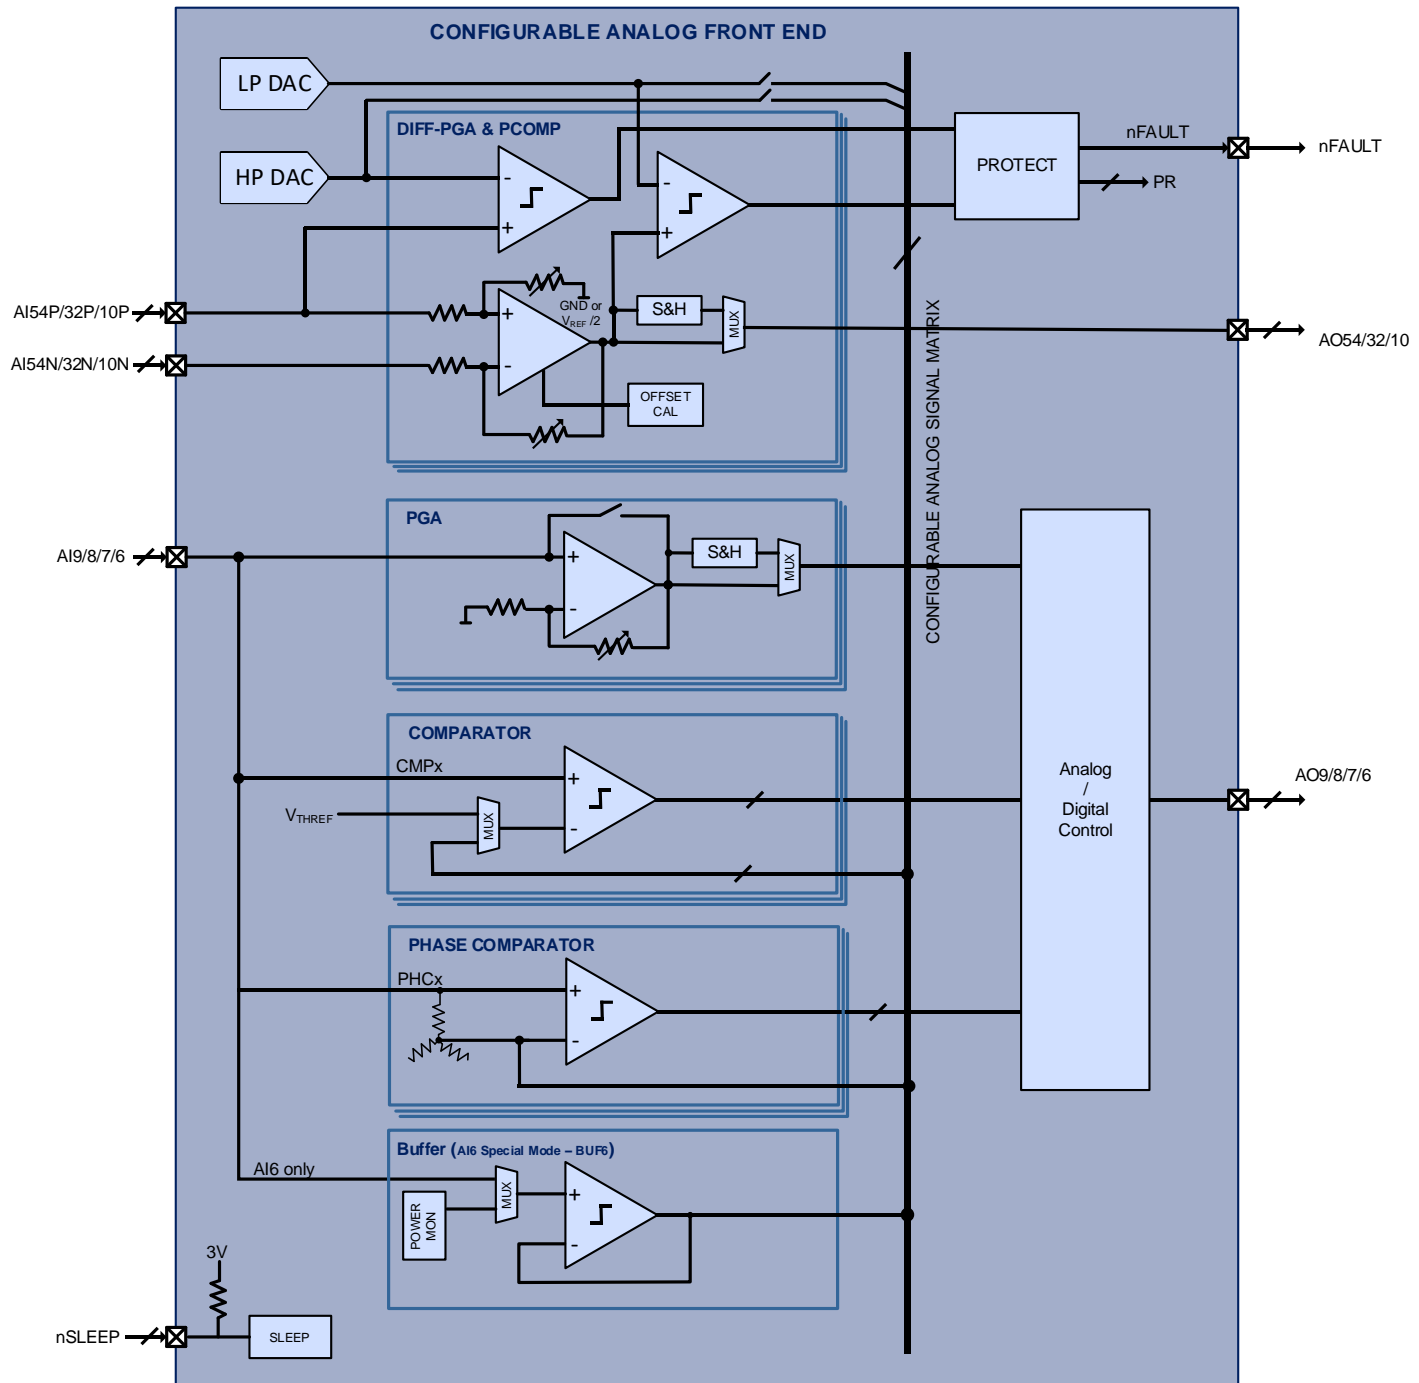 CONFIGURABLE ANALOG FRONT END
LP DAC
HP DAC
DIFF-PGA & PCOMP
-
+
-
+
PROTECT
nFAULT
nFAULT
PR
AI54P/32P/10P
AI54N/32N/10N
+
-
GND or
VREF /2
S&H
MUX
OFFSET
CAL
AO54/32/10
CONFIGURABLE ANALOG SIGNAL MATRIX
PGA
AI9/8/7/6
+
-
S&H
MUX
COMPARATOR
CMPx
VTHREF
MUX
+
-
Analog
/
Digital
Control
AO9/8/7/6
PHASE COMPARATOR
PHCx
+
-
Buffer (AI6 Special Mode – BUF6)
AI6 only
MUX
POWER
MON
+
-
3V
nSLEEP
SLEEP